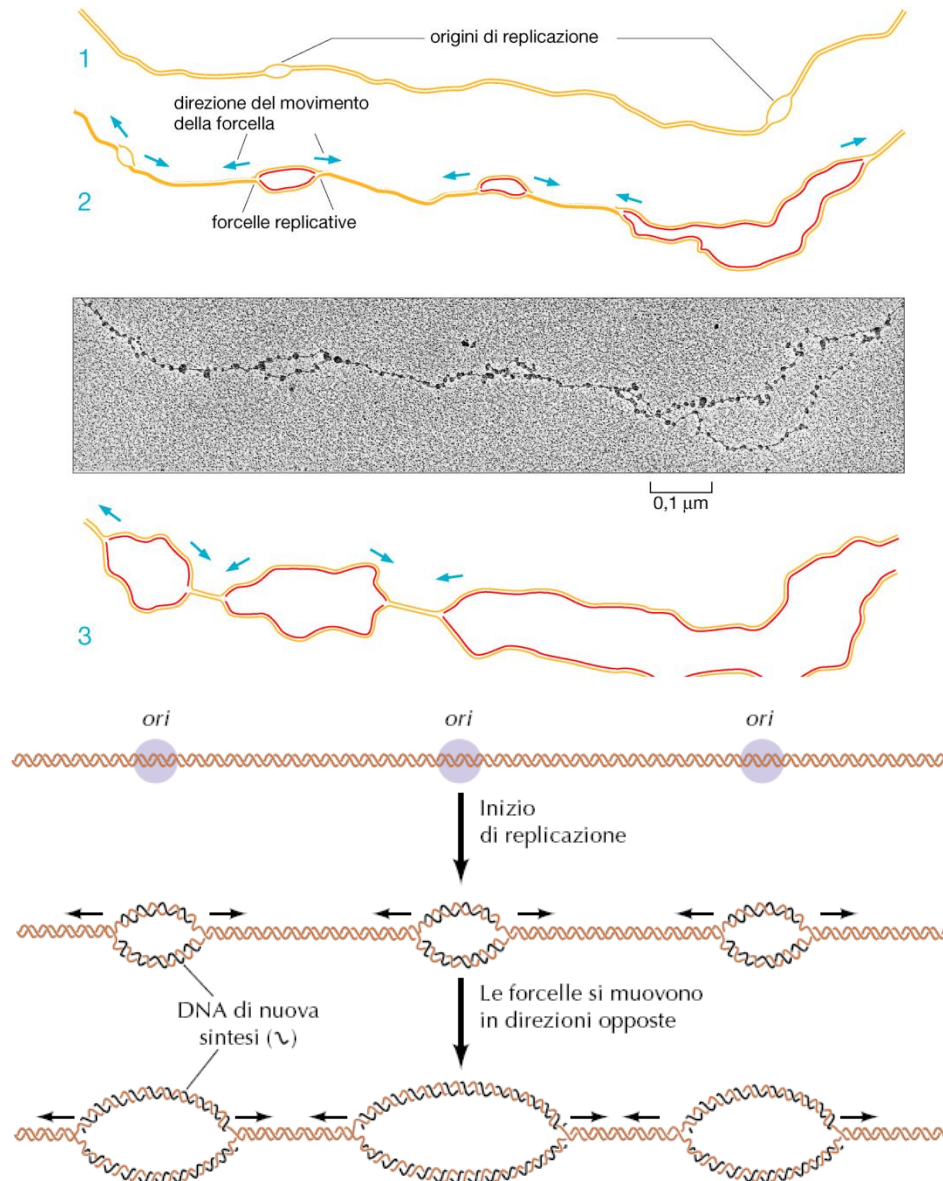 origini di replicazione
1
direzione del movimento
della forcella
2
forcelle replicative
0,1 μm
3
ori
ori
ori
Inizio
di replicazione
DNA di nuova
sintesi ( )
Le forcelle si muovono
in direzioni opposte